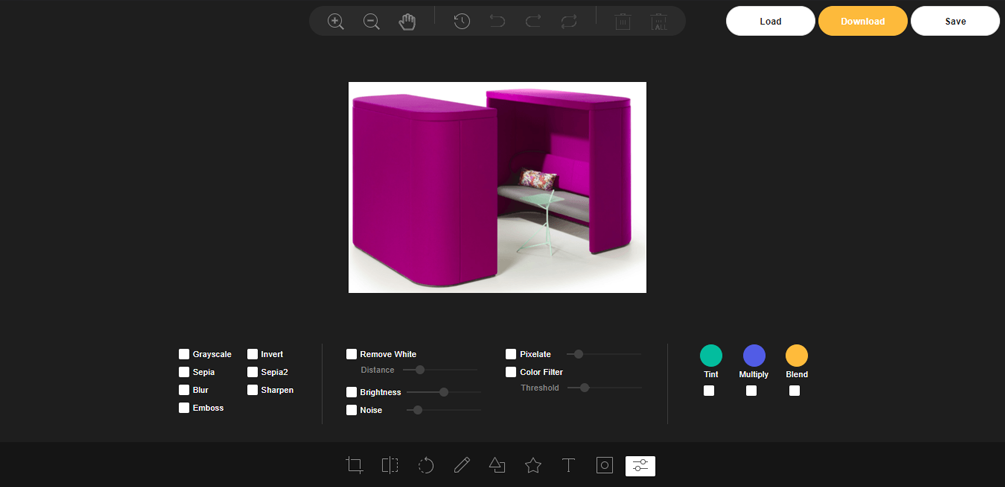 ALL
Load
Download
Save
Grayscale
Invert
Sepia
Sepia2
Blur
Sharpen
Emboss
Remove White
Distance
Brightness
Noise
Pixelate
Color Filter
Threshold
Tint
Multiply
Blend